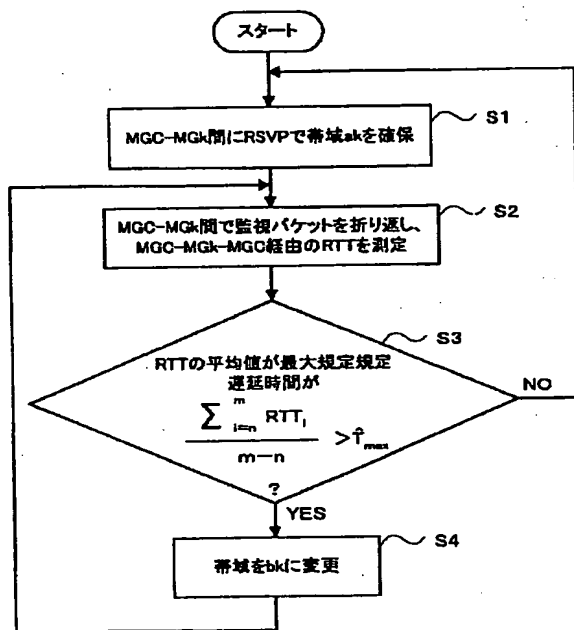 スタート
MGC-MGk間にRSVPで帯域akを確保
S1
MGC-MGk間で監視パケットを折り返し、
MGC-MGk-MGC経由のRTTを測定
S2
S3
RTTの平均値が最大規定規定
遅延時間が
∑ m i=n RTTi / m-n > T̂max
?
NO
YES
帯域をbkに変更
S4